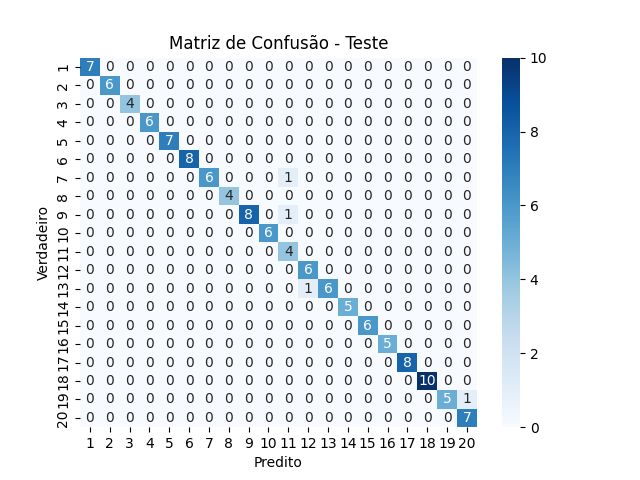 Matriz de Confusão - Teste
Verdadeiro
1 7 0 0 0 0 0 0 0 0 0 0 0 0 0 0 0 0 0 0 0
2 0 6 0 0 0 0 0 0 0 0 0 0 0 0 0 0 0 0 0 0
3 0 0 4 0 0 0 0 0 0 0 0 0 0 0 0 0 0 0 0 0
4 0 0 0 6 0 0 0 0 0 0 0 0 0 0 0 0 0 0 0 0
5 0 0 0 0 7 0 0 0 0 0 0 0 0 0 0 0 0 0 0 0
6 0 0 0 0 0 8 0 0 0 0 0 0 0 0 0 0 0 0 0 0
7 0 0 0 0 0 0 6 0 0 0 1 0 0 0 0 0 0 0 0 0
8 0 0 0 0 0 0 0 4 0 0 0 0 0 0 0 0 0 0 0 0
9 0 0 0 0 0 0 0 0 8 0 1 0 0 0 0 0 0 0 0 0
10 0 0 0 0 0 0 0 0 0 6 0 0 0 0 0 0 0 0 0 0
11 0 0 0 0 0 0 0 0 0 0 4 0 0 0 0 0 0 0 0 0
12 0 0 0 0 0 0 0 0 0 0 0 6 0 0 0 0 0 0 0 0
13 0 0 0 0 0 0 0 0 0 0 0 1 6 0 0 0 0 0 0 0
14 0 0 0 0 0 0 0 0 0 0 0 0 0 5 0 0 0 0 0 0
15 0 0 0 0 0 0 0 0 0 0 0 0 0 0 6 0 0 0 0 0
16 0 0 0 0 0 0 0 0 0 0 0 0 0 0 0 5 0 0 0 0
17 0 0 0 0 0 0 0 0 0 0 0 0 0 0 0 0 8 0 0 0
18 0 0 0 0 0 0 0 0 0 0 0 0 0 0 0 0 0 10 0 0
19 0 0 0 0 0 0 0 0 0 0 0 0 0 0 0 0 0 0 5 1
20 0 0 0 0 0 0 0 0 0 0 0 0 0 0 0 0 0 0 0 7
1 2 3 4 5 6 7 8 9 10 11 12 13 14 15 16 17 18 19 20
Predito
10
8
6
4
2
0